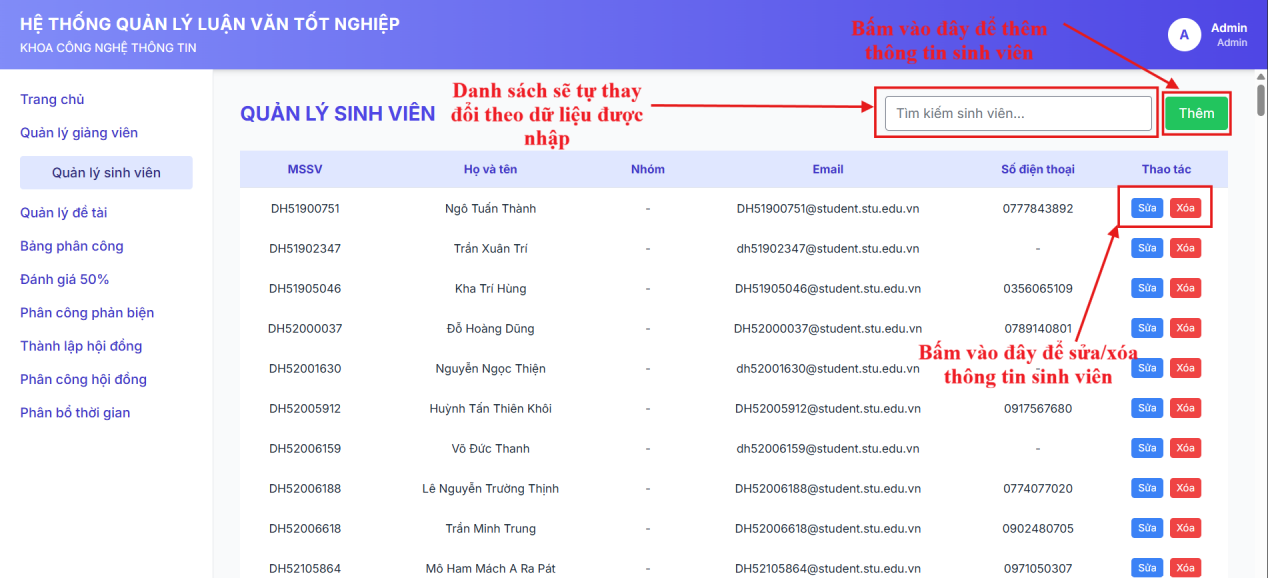 HỆ THỐNG QUẢN LÝ LUẬN VĂN TỐT NGHIỆP
KHOA CÔNG NGHỆ THÔNG TIN
Bấm vào đây để thêm
thông tin sinh viên
A
Admin
Admin
Trang chủ
Quản lý giảng viên
Quản lý sinh viên
Quản lý đề tài
Bảng phân công
Đánh giá 50%
Phân công phản biện
Thành lập hội đồng
Phân công hội đồng
Phân bổ thời gian
QUẢN LÝ SINH VIÊN
Danh sách sẽ tự thay
đổi theo dữ liệu được
nhập
Tìm kiếm sinh viên...
Thêm
MSSV Họ và tên Nhóm Email Số điện thoại Thao tác
DH51900751 Ngô Tuấn Thành - DH51900751@student.stu.edu.vn 0777843892 Sửa Xóa
DH51902347 Trần Xuân Trí - dh51902347@student.stu.edu.vn - Sửa Xóa
DH51905046 Kha Trí Hùng - DH51905046@student.stu.edu.vn 0356065109 Sửa Xóa
DH52000037 Đỗ Hoàng Dũng - DH52000037@student.stu.edu.vn 0789140801 Sửa Xóa
Bấm vào đây để sửa/xóa
thông tin sinh viên
DH52001630 Nguyễn Ngọc Thiện - dh52001630@student.stu.edu.vn - Sửa Xóa
DH52005912 Huỳnh Tấn Thiên Khôi - DH52005912@student.stu.edu.vn 0917567680 Sửa Xóa
DH52006159 Võ Đức Thanh - dh52006159@student.stu.edu.vn - Sửa Xóa
DH52006188 Lê Nguyễn Trường Thịnh - DH52006188@student.stu.edu.vn 0774077020 Sửa Xóa
DH52006618 Trần Minh Trung - DH52006618@student.stu.edu.vn 0902480705 Sửa Xóa
DH52105864 Mô Ham Mách A Ra Pát - DH52105864@student.stu.edu.vn 0971050307 Sửa Xóa